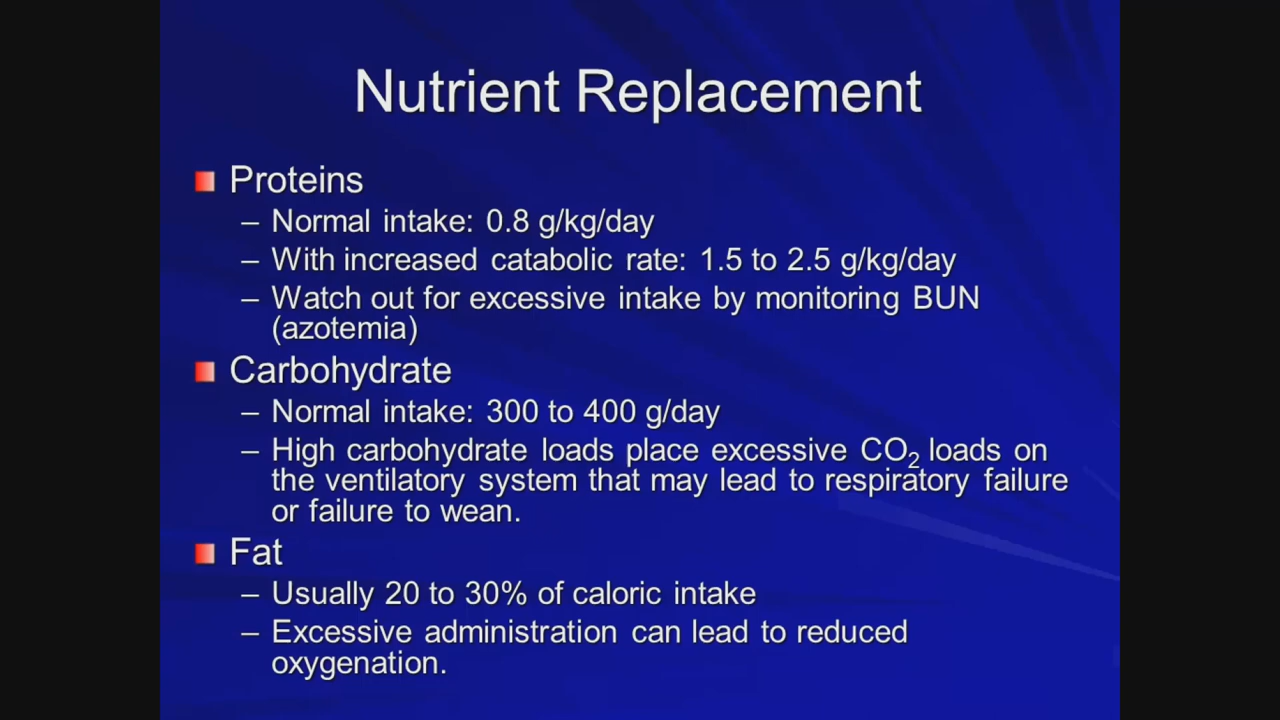 Nutrient Replacement
Proteins
– Normal intake: 0.8 g/kg/day
– With increased catabolic rate: 1.5 to 2.5 g/kg/day
– Watch out for excessive intake by monitoring BUN
(azotemia)
Carbohydrate
– Normal intake: 300 to 400 g/day
– High carbohydrate loads place excessive CO₂ loads on
the ventilatory system that may lead to respiratory failure
or failure to wean.
Fat
– Usually 20 to 30% of caloric intake
– Excessive administration can lead to reduced
oxygenation.